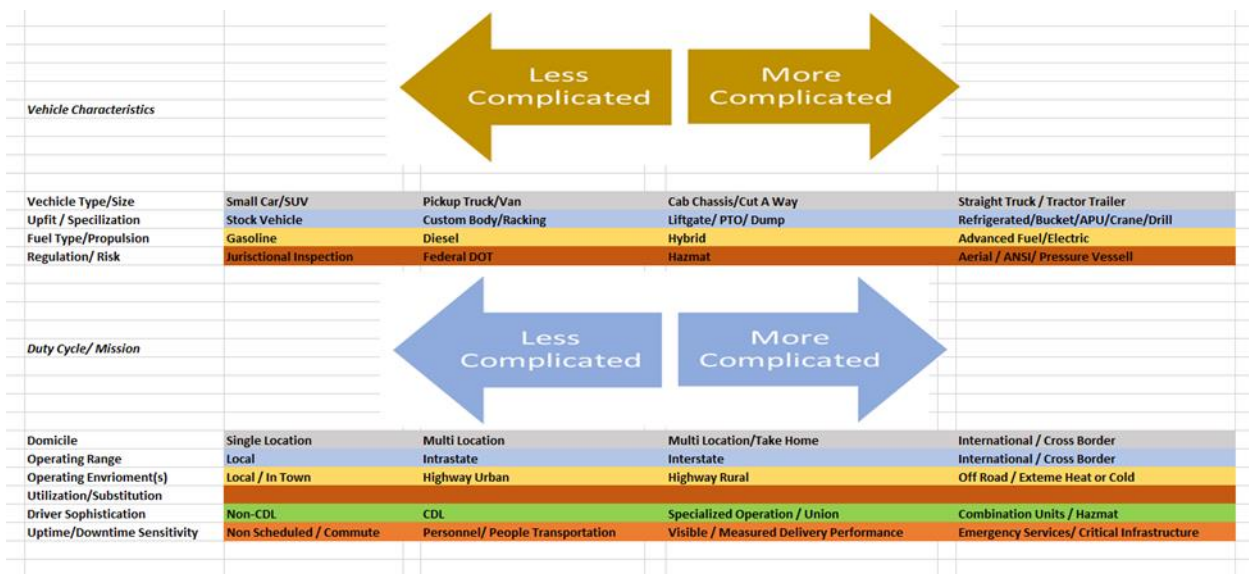 Less
Complicated
More
Complicated
Vehicle Characteristics
Vechicle Type/Size Small Car/SUV Pickup Truck/Van Cab Chassis/Cut A Way Straight Truck / Tractor Trailer
Upfit / Specilization Stock Vehicle Custom Body/Racking Liftgate/ PTO/ Dump Refrigerated/Bucket/APU/Crane/Drill
Fuel Type/Propulsion Gasoline Diesel Hybrid Advanced Fuel/Electric
Regulation/ Risk Jurisctional Inspection Federal DOT Hazmat Aerial / ANSI/ Pressure Vessell
Less
Complicated
More
Complicated
Duty Cycle/ Mission
Domicile Single Location Multi Location Multi Location/Take Home International / Cross Border
Operating Range Local Intrastate Interstate International / Cross Border
Operating Envrioment(s) Local / In Town Highway Urban Highway Rural Off Road / Exteme Heat or Cold
Utilization/Substitution
Driver Sophistication Non-CDL CDL Specialized Operation / Union Combination Units / Hazmat
Uptime/Downtime Sensitivity Non Scheduled / Commute Personnel/ People Transportation Visible / Measured Delivery Performance Emergency Services/ Critical Infrastructure